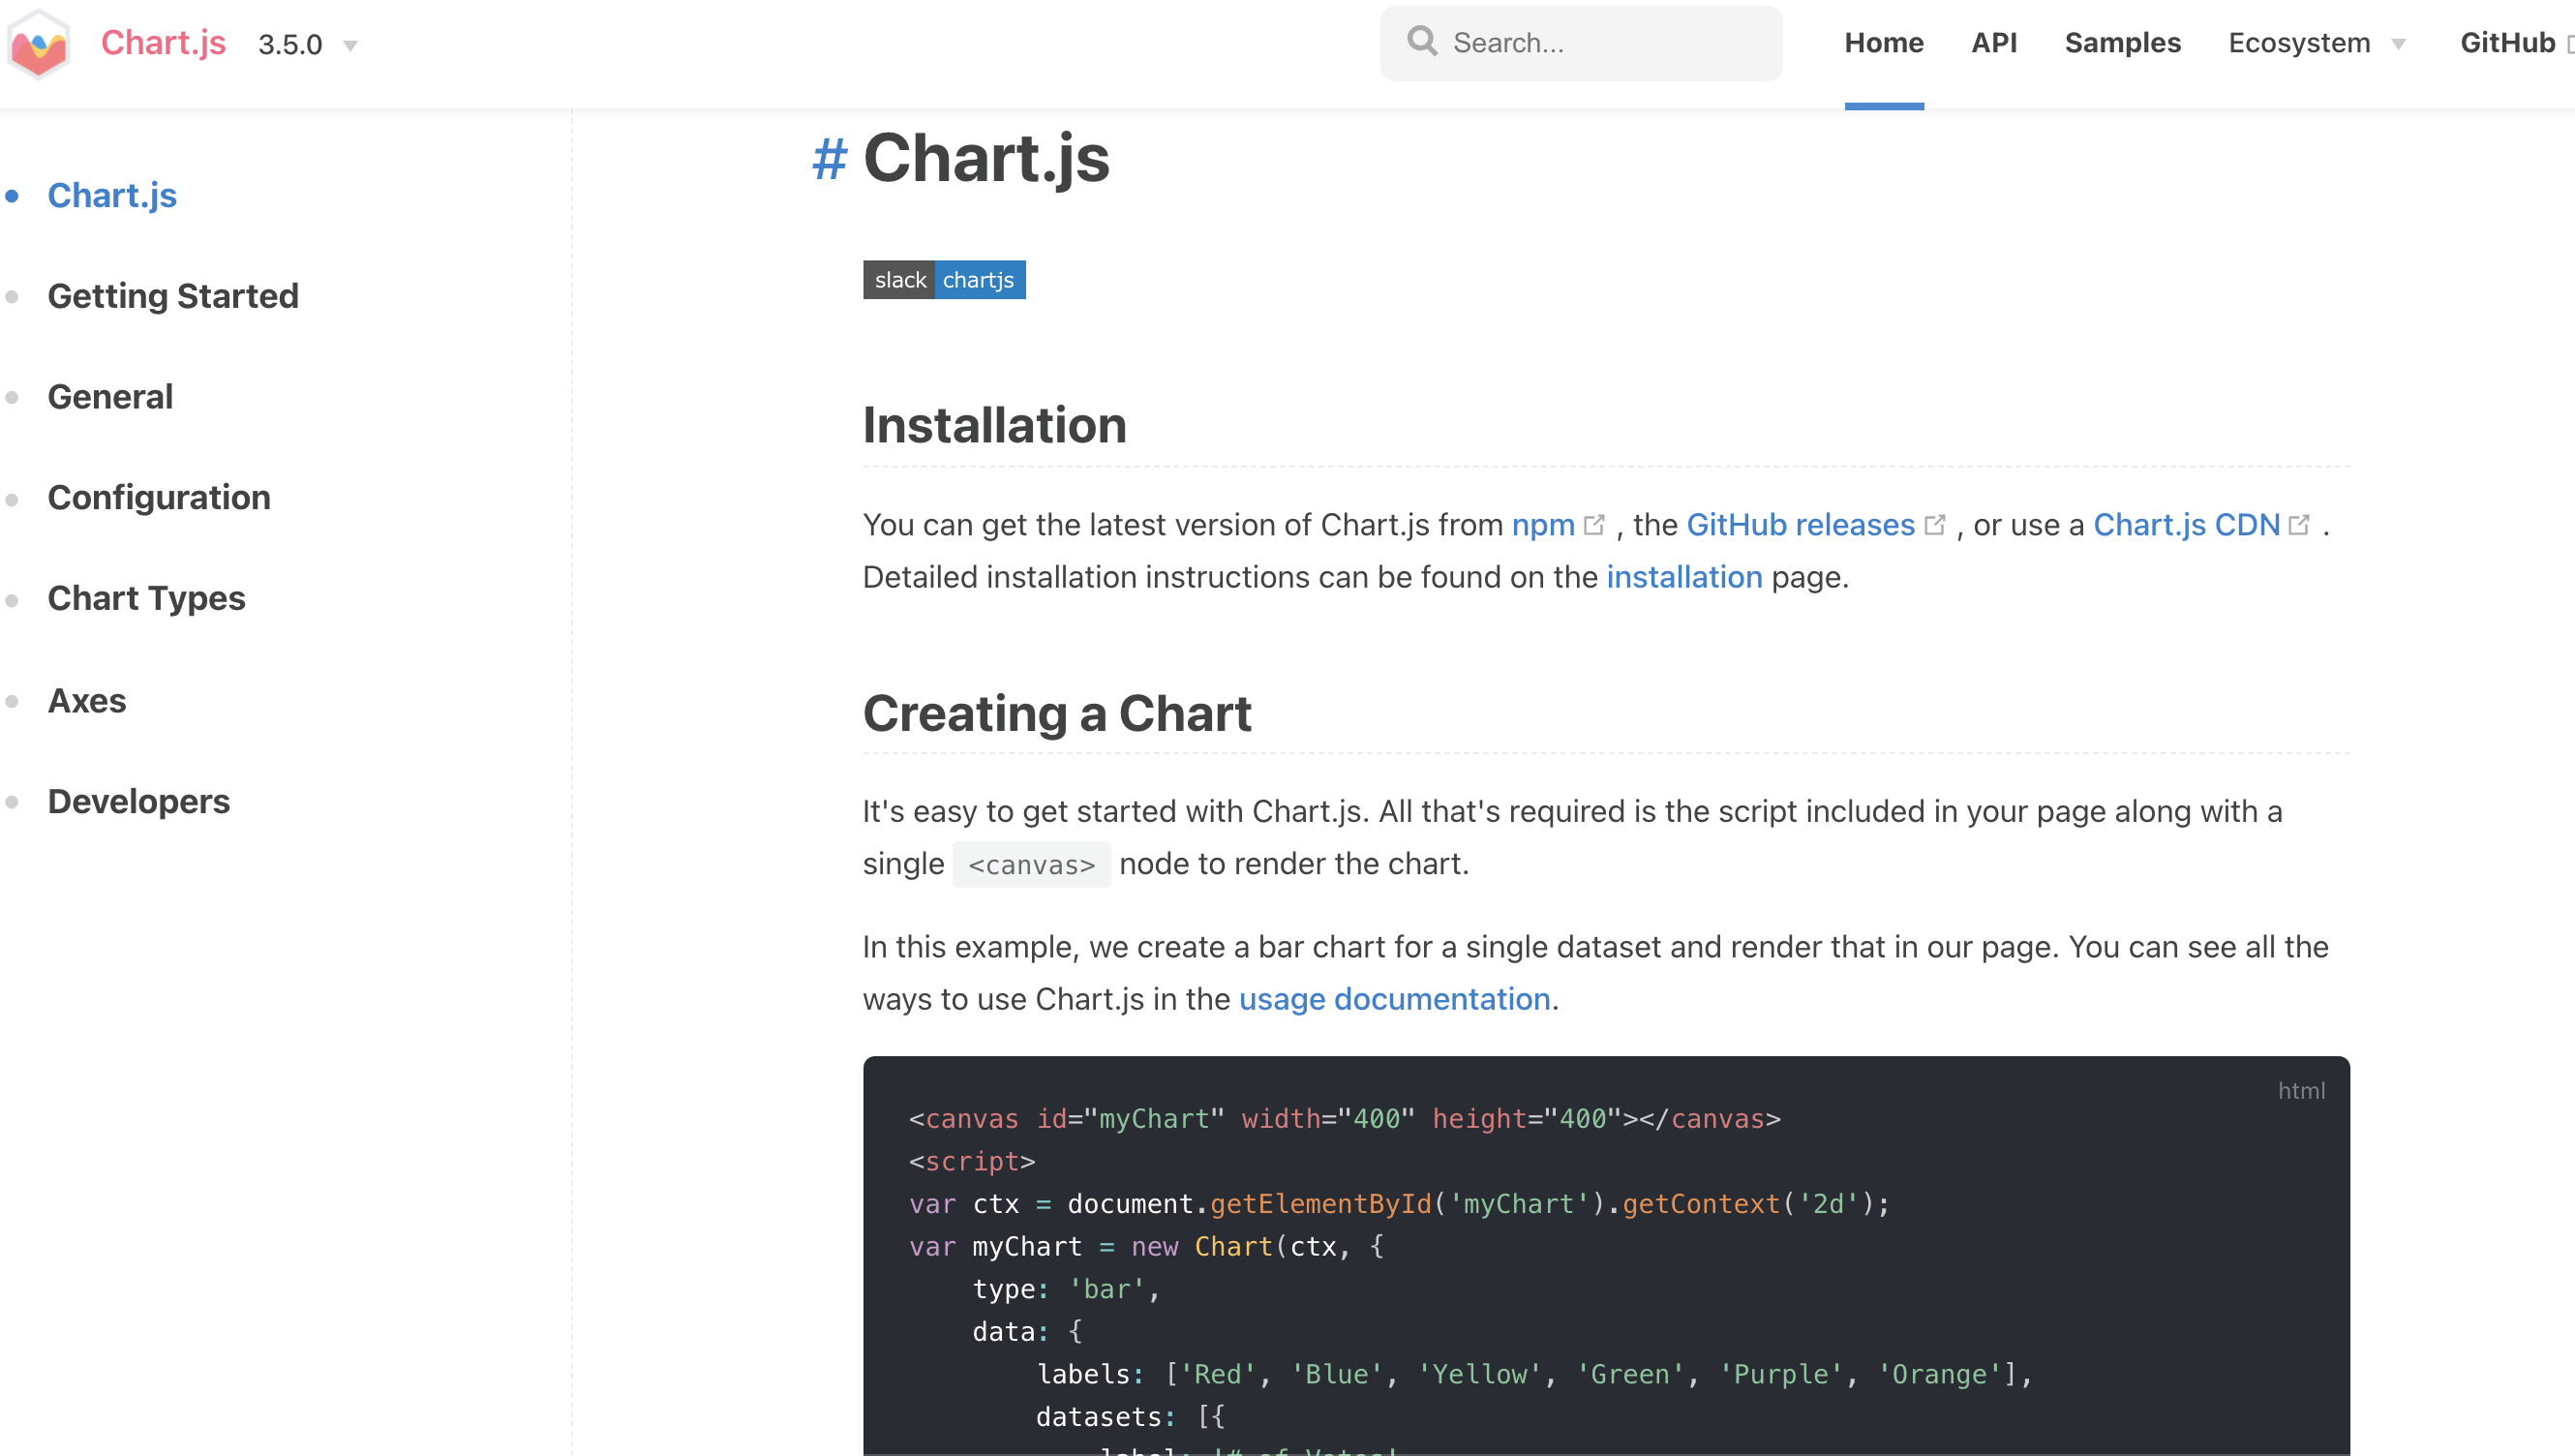 Chart.js 3.5.0
Search...
Home API Samples Ecosystem GitHub
Chart.js
Getting Started
General
Configuration
Chart Types
Axes
Developers
# Chart.js
slack chartjs
Installation
You can get the latest version of Chart.js from npm , the GitHub releases , or use a Chart.js CDN .
Detailed installation instructions can be found on the installation page.
Creating a Chart
It's easy to get started with Chart.js. All that's required is the script included in your page along with a
single <canvas> node to render the chart.
In this example, we create a bar chart for a single dataset and render that in our page. You can see all the
ways to use Chart.js in the usage documentation.
html
<canvas id="myChart" width="400" height="400"></canvas>
<script>
var ctx = document.getElementById('myChart').getContext('2d');
var myChart = new Chart(ctx, {
    type: 'bar',
    data: {
        labels: ['Red', 'Blue', 'Yellow', 'Green', 'Purple', 'Orange'],
        datasets: [{
            label: '# of Votes',